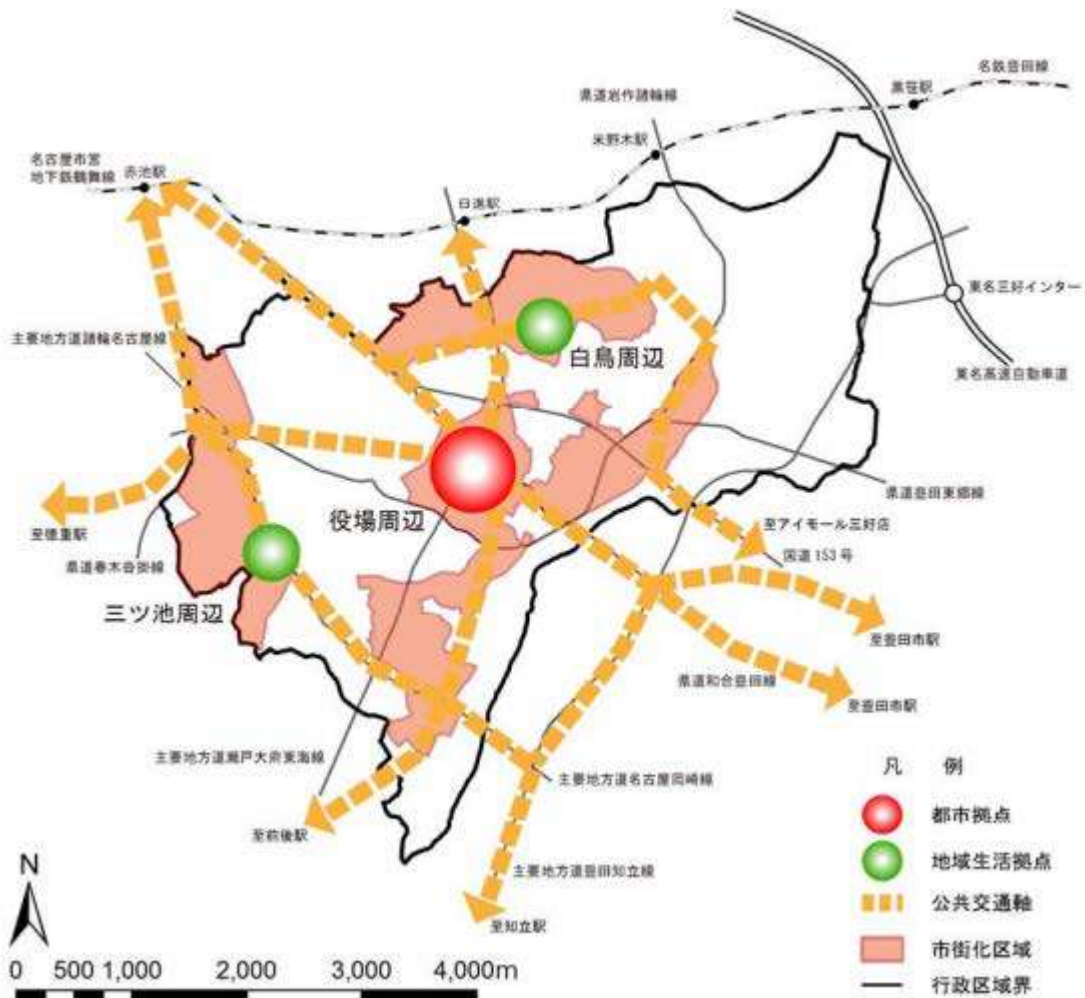 名鉄豊田線
黒笹駅
県道岩作諸輪線
米野木駅
名古屋市営
地下鉄鶴舞線
赤池駅
日進駅
東名三好インター
主要地方道諸輪名古屋線
白鳥周辺
東名高速自動車道
県道豊田東郷線
役場周辺
至アイモール三好店
至徳重駅
国道153号
県道春木沓掛線
三ツ池周辺
至豊田市駅
県道和合豊田線
至豊田市駅
主要地方道瀬戸大府東海線
主要地方道名古屋岡崎線
至前後駅
主要地方道豊田知立線
至知立駅
凡 例
都市拠点
地域生活拠点
公共交通軸
市街化区域
行政区域界
N
0 500 1,000 2,000 3,000 4,000m